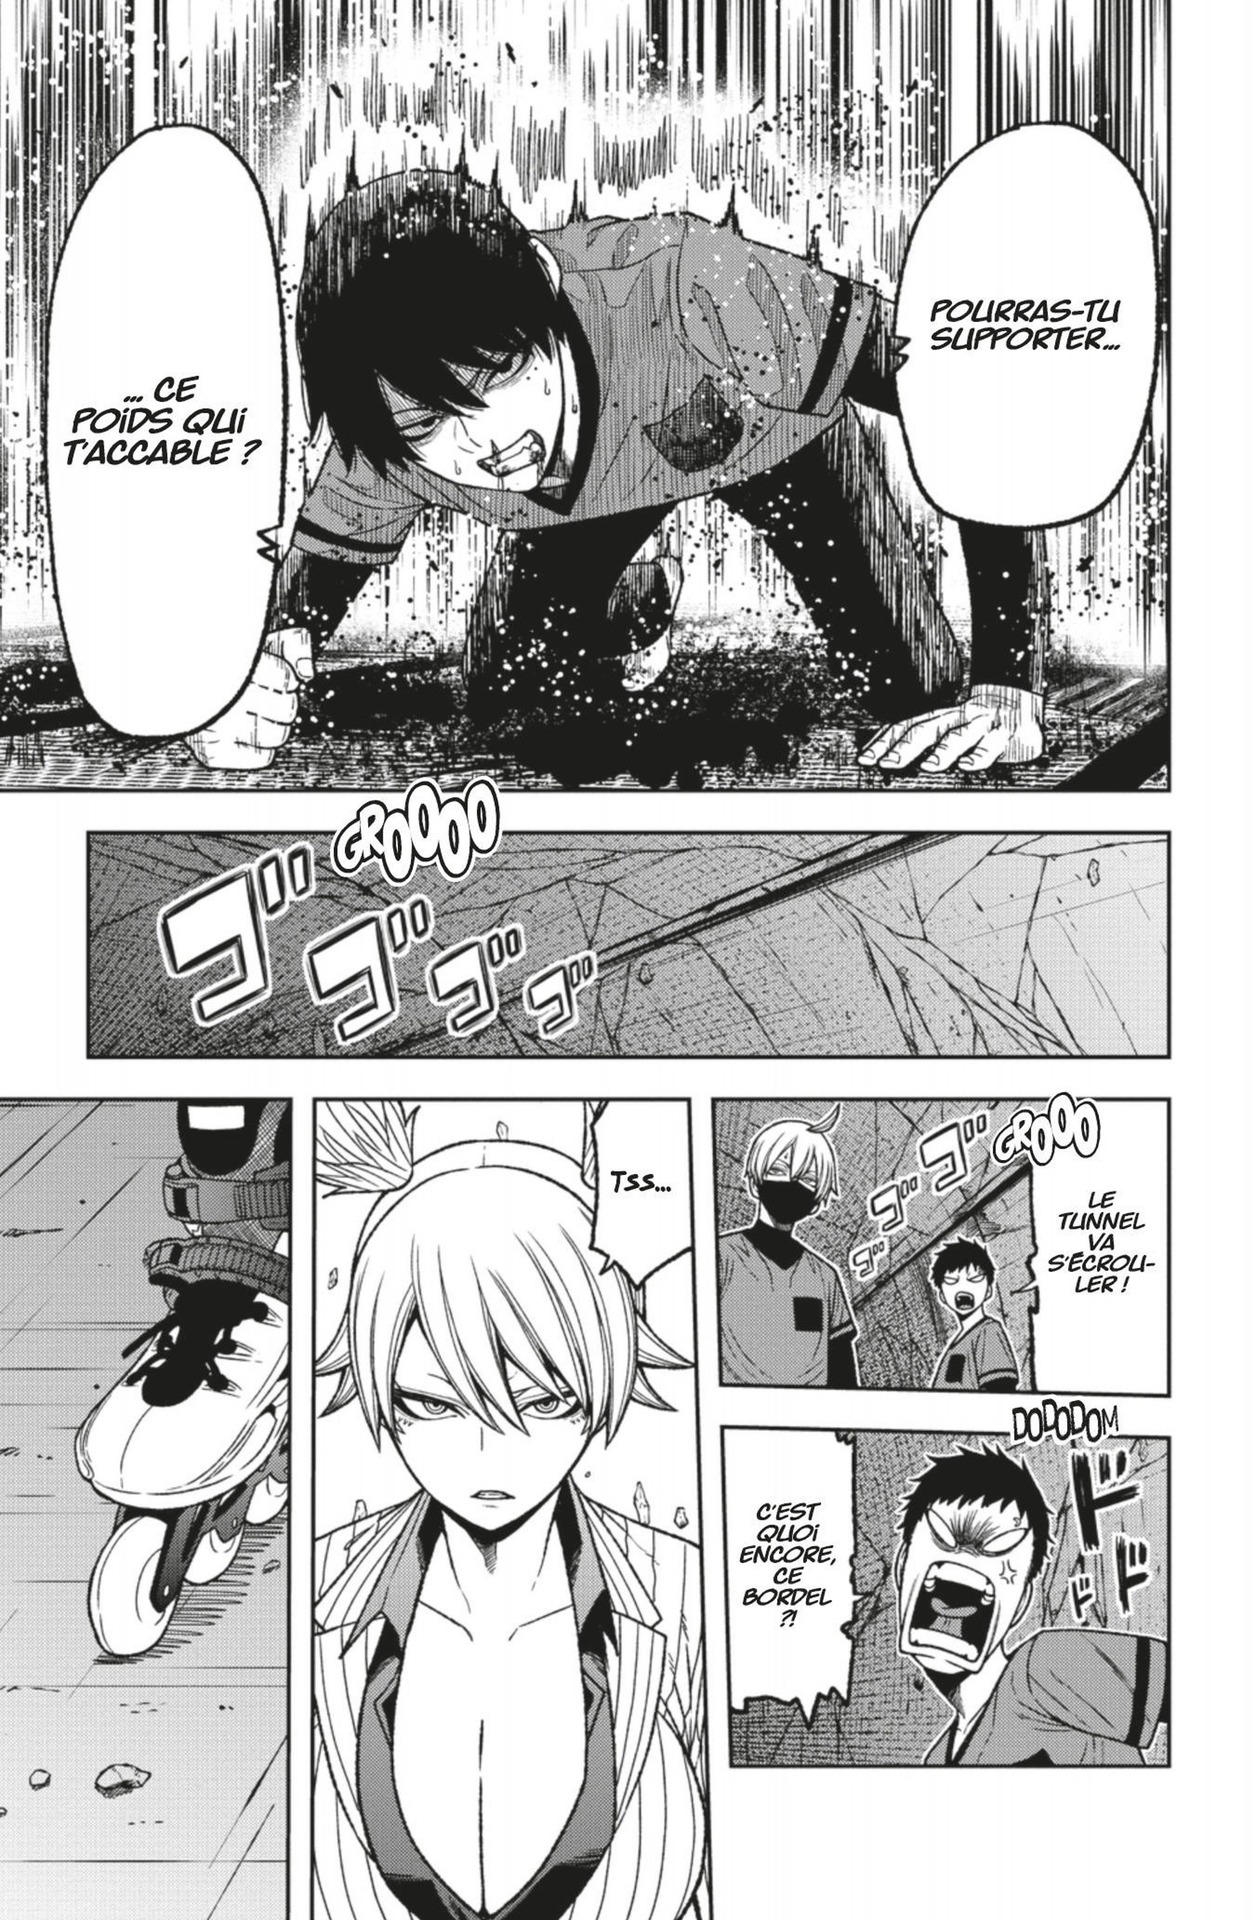 POURRAS-TU
SUPPORTER...
... CE
POIDS QUI
T'ACCABLE ?
GROOOO
ゴゴゴゴ
GROOO
ゴゴゴ
LE
TUNNEL
VA
S'ÉCROU-
LER !
DODODOM
ドドド
C'EST
QUOI
ENCORE,
CE
BORDEL
?!
TSS...